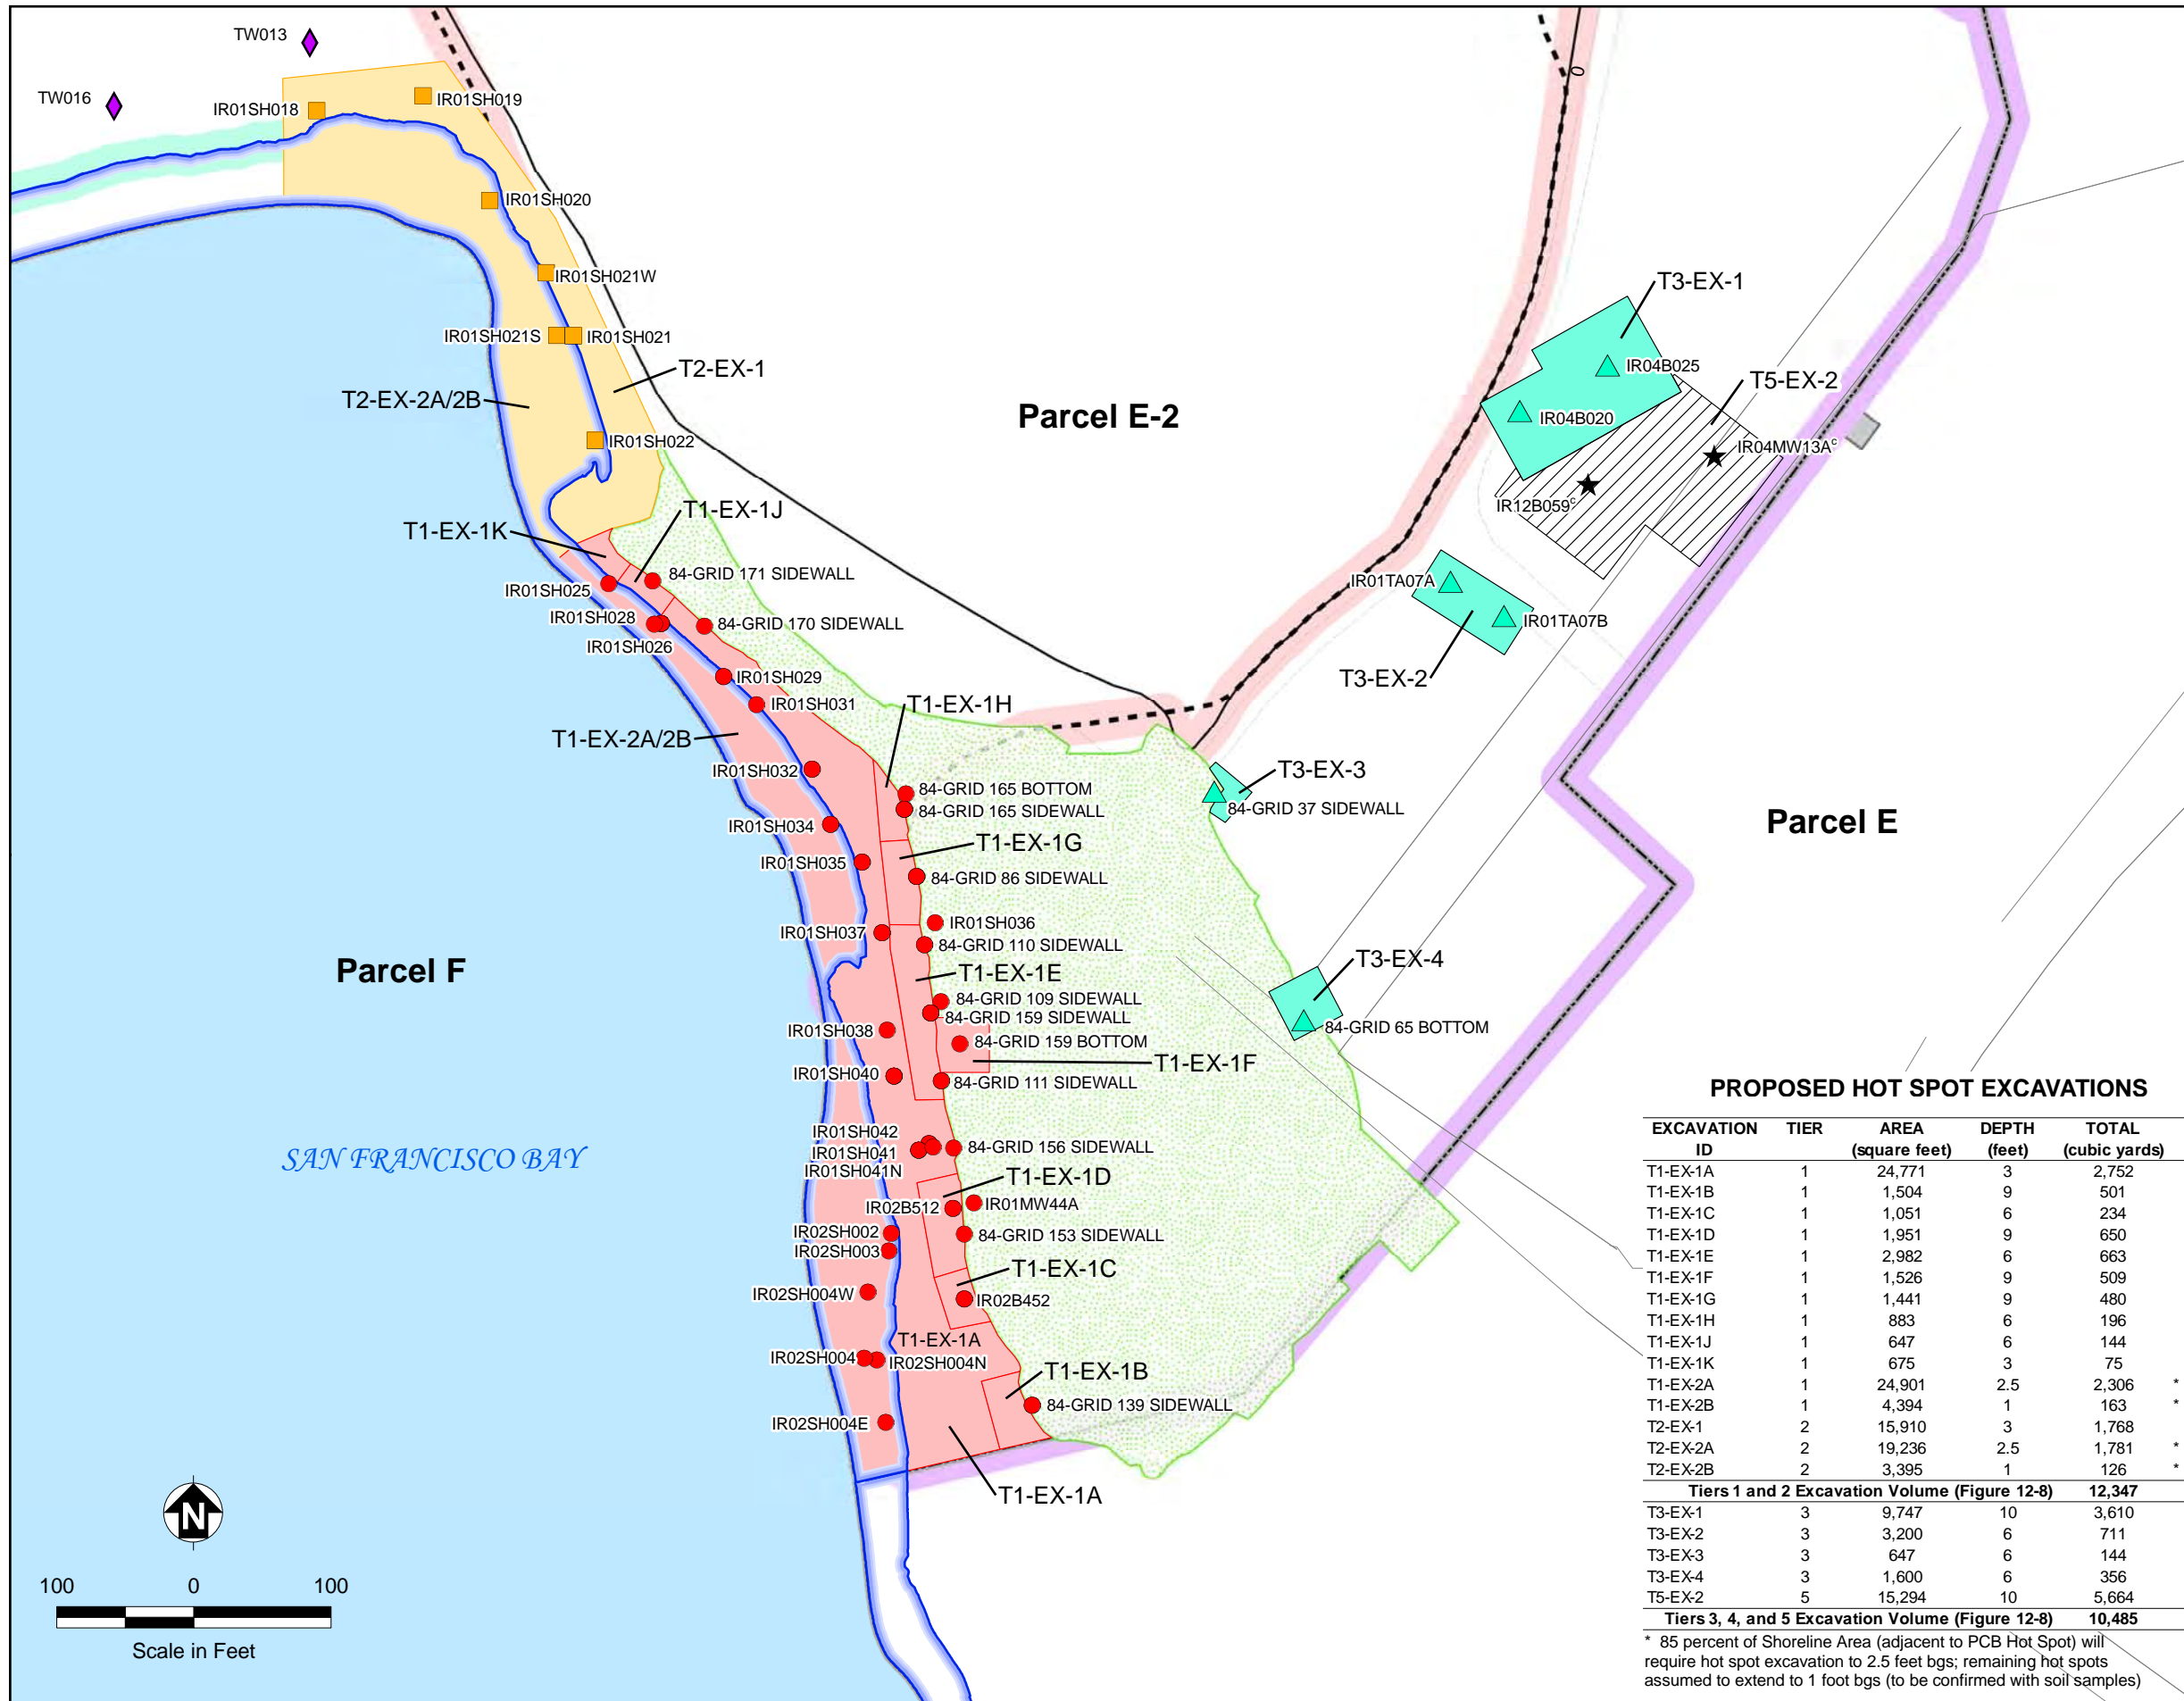 TW013
TW016
IR01SH018
IR01SH019
0
IR01SH020
IR01SH021W
T3-EX-1
IR01SH021S
IR01SH021
T2-EX-1
IR04B025
T5-EX-2
T2-EX-2A/2B
Parcel E-2
IR04B020
IR01SH022
IR04MW13Ac
IR12B059c
T1-EX-1J
T1-EX-1K
84-GRID 171 SIDEWALL
IR01TA07A
IR01SH025
IR01SH028
84-GRID 170 SIDEWALL
IR01TA07B
IR01SH026
IR01SH029
T3-EX-2
IR01SH031
T1-EX-1H
T1-EX-2A/2B
IR01SH032
T3-EX-3
84-GRID 165 BOTTOM
84-GRID 165 SIDEWALL
84-GRID 37 SIDEWALL
IR01SH034
Parcel E
T1-EX-1G
IR01SH035
84-GRID 86 SIDEWALL
IR01SH036
IR01SH037
84-GRID 110 SIDEWALL
T3-EX-4
Parcel F
T1-EX-1E
84-GRID 109 SIDEWALL
84-GRID 159 SIDEWALL
84-GRID 65 BOTTOM
IR01SH038
84-GRID 159 BOTTOM
T1-EX-1F
IR01SH040
84-GRID 111 SIDEWALL
IR01SH042
84-GRID 156 SIDEWALL
IR01SH041
SAN FRANCISCO BAY
IR01SH041N
T1-EX-1D
IR02B512
IR01MW44A
IR02SH002
84-GRID 153 SIDEWALL
IR02SH003
T1-EX-1C
IR02SH004W
IR02B452
T1-EX-1A
IR02SH004
IR02SH004N
T1-EX-1B
84-GRID 139 SIDEWALL
IR02SH004E
T1-EX-1A
N
100 0 100
Scale in Feet
PROPOSED HOT SPOT EXCAVATIONS
EXCAVATION TIER AREA DEPTH TOTAL
ID (square feet) (feet) (cubic yards)
T1-EX-1A 1 24,771 3 2,752
T1-EX-1B 1 1,504 9 501
T1-EX-1C 1 1,051 6 234
T1-EX-1D 1 1,951 9 650
T1-EX-1E 1 2,982 6 663
T1-EX-1F 1 1,526 9 509
T1-EX-1G 1 1,441 9 480
T1-EX-1H 1 883 6 196
T1-EX-1J 1 647 6 144
T1-EX-1K 1 675 3 75
T1-EX-2A 1 24,901 2.5 2,306 *
T1-EX-2B 1 4,394 1 163 *
T2-EX-1 2 15,910 3 1,768
T2-EX-2A 2 19,236 2.5 1,781 *
T2-EX-2B 2 3,395 1 126 *
Tiers 1 and 2 Excavation Volume (Figure 12-8) 12,347
T3-EX-1 3 9,747 10 3,610
T3-EX-2 3 3,200 6 711
T3-EX-3 3 647 6 144
T3-EX-4 3 1,600 6 356
T5-EX-2 5 15,294 10 5,664
Tiers 3, 4, and 5 Excavation Volume (Figure 12-8) 10,485
* 85 percent of Shoreline Area (adjacent to PCB Hot Spot) will
require hot spot excavation to 2.5 feet bgs; remaining hot spots
assumed to extend to 1 foot bgs (to be confirmed with soil samples)